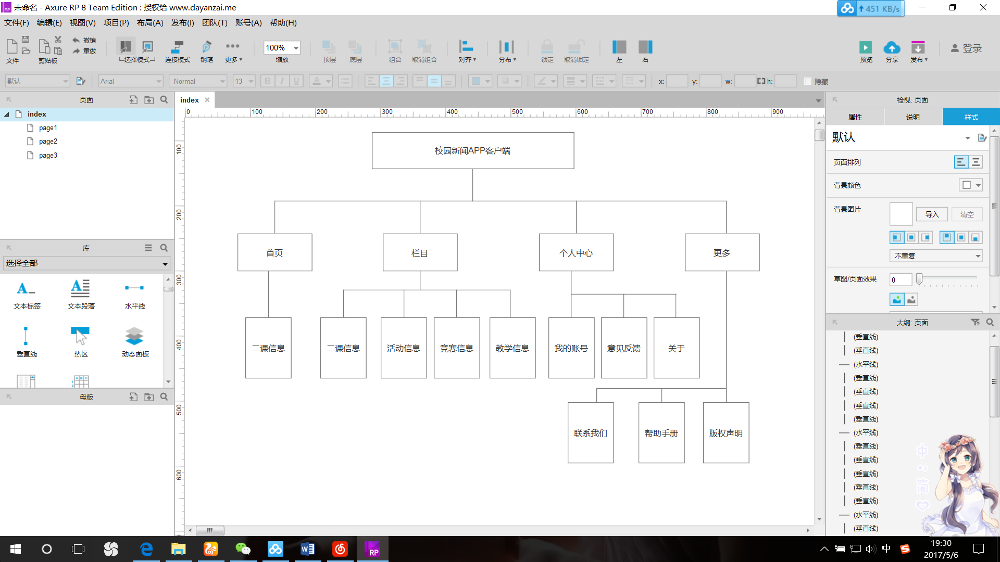 未命名 - Axure RP 8 Team Edition : 授权给 www.dayanzai.me
451 KB/s
文件(F) 编辑(E) 视图(V) 项目(P) 布局(A) 发布(I) 团队(T) 账号(A) 帮助(H)
撤销
重做
文件 剪贴板 选择模式 连接模式 钢笔 更多 100% 缩放 顶层 底层 组合 取消组合 对齐 分布 锁定 取消锁定 左 右 预览 分享 发布 登录
默认 Arial Normal 13 B I U A x: y: w: h: 隐藏
页面
index
page1
page2
page3
库
选择全部
文本标签 文本段落 水平线
垂直线 热区 动态面板
母版
index
0 100 200 300 400 500 600 700 800 900
100
200
300
400
500
600
校园新闻APP客户端
首页 栏目 个人中心 更多
二课信息 二课信息 活动信息 竞赛信息 教学信息 我的账号 意见反馈 关于
联系我们 帮助手册 版权声明
检视: 页面
属性 说明 样式
默认
页面排列
背景颜色
背景图片 导入 清空
不重复
草图/页面效果 0
大纲: 页面
(垂直线)
(垂直线)
(水平线)
(垂直线)
(垂直线)
(垂直线)
(垂直线)
(水平线)
(垂直线)
(垂直线)
(垂直线)
(垂直线)
(垂直线)
(水平线)
(垂直线)
中
简
RP
中
19:30
2017/5/6